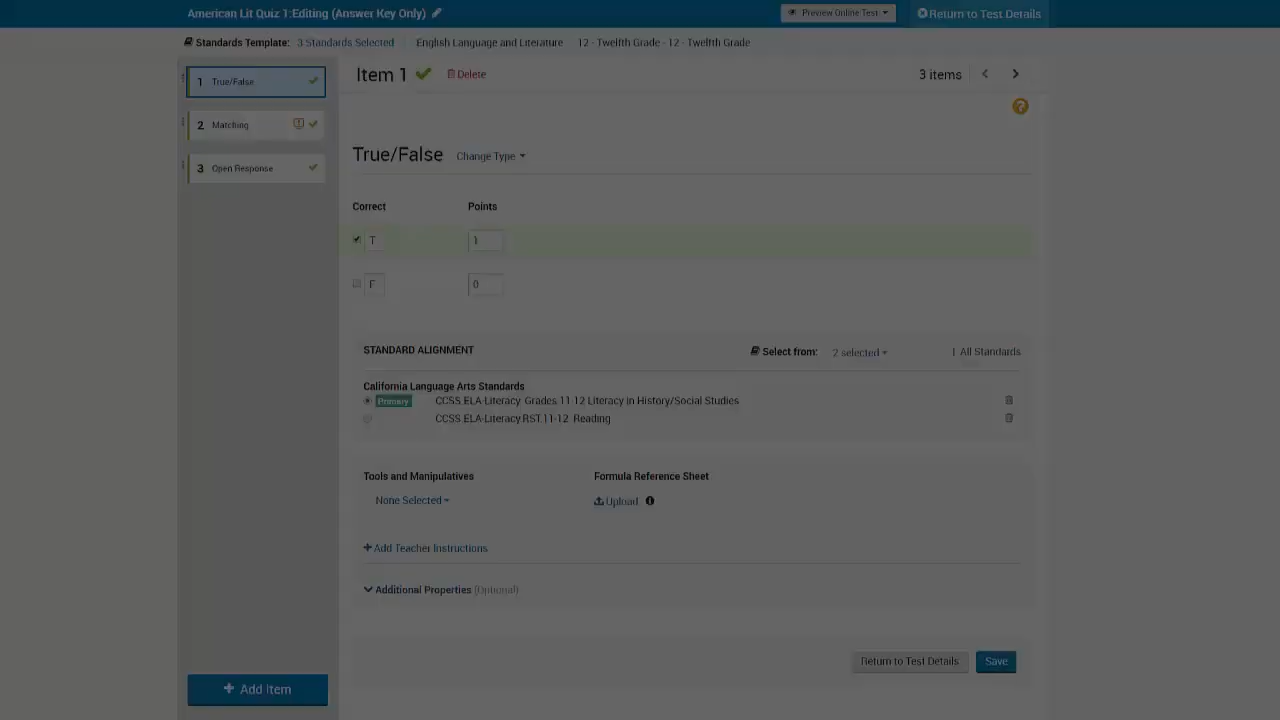 American Lit Quiz 1:Editing (Answer Key Only)
Preview Online Test
Return to Test Details
Standards Template: 3 Standards Selected English Language and Literature 12 - Twelfth Grade - 12 - Twelfth Grade
1 True/False
2 Matching
3 Open Response
Add Item
Item 1 Delete
3 items
True/False Change Type
Correct Points
T 1
F 0
STANDARD ALIGNMENT
Select from: 2 selected | All Standards
California Language Arts Standards
Primary CCSS.ELA-Literacy. Grades.11-12 Literacy in History/Social Studies
CCSS.ELA-Literacy.RST.11-12. Reading
Tools and Manipulatives Formula Reference Sheet
None Selected Upload
Add Teacher Instructions
Additional Properties (Optional)
Return to Test Details Save